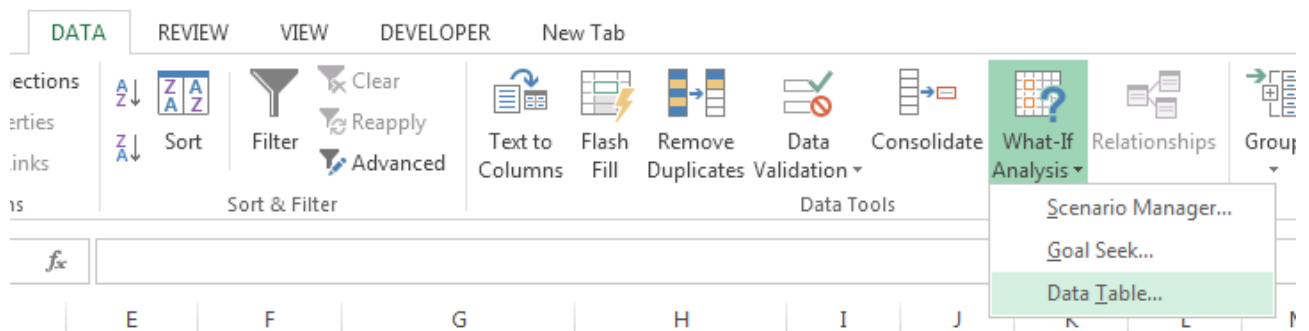 DATA REVIEW VIEW DEVELOPER New Tab
ections
erties
inks
ns
A
Z
Z
A
Z A
A Z
Sort
Filter
Clear
Reapply
Advanced
Sort & Filter
Text to
Columns
Flash
Fill
Remove
Duplicates
Data
Validation
Consolidate
What-If
Analysis
Relationships
Group
Data Tools
Scenario Manager...
Goal Seek...
Data Table...
fx
E F G H I J K L M